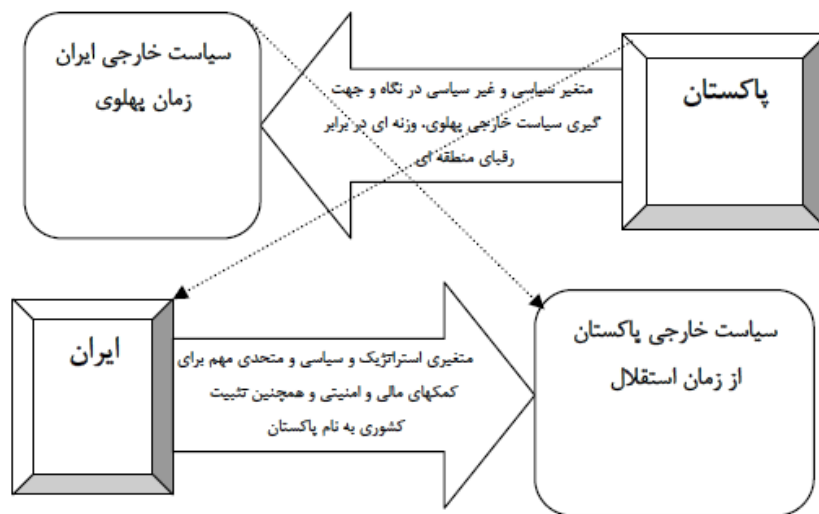 سیاست خارجی ایران
زمان پهلوی
متغیر سیاسی و غیر سیاسی در نگاه و جهت
گیری سیاست خارجی پهلوی، وزنه ای در برابر
رقبای منطقه ای
پاکستان
ایران
متغیری استراتژیک و سیاسی و متحدی مهم برای
کمکهای مالی و امنیتی و همچنین تثبیت
کشوری به نام پاکستان
سیاست خارجی پاکستان
از زمان استقلال